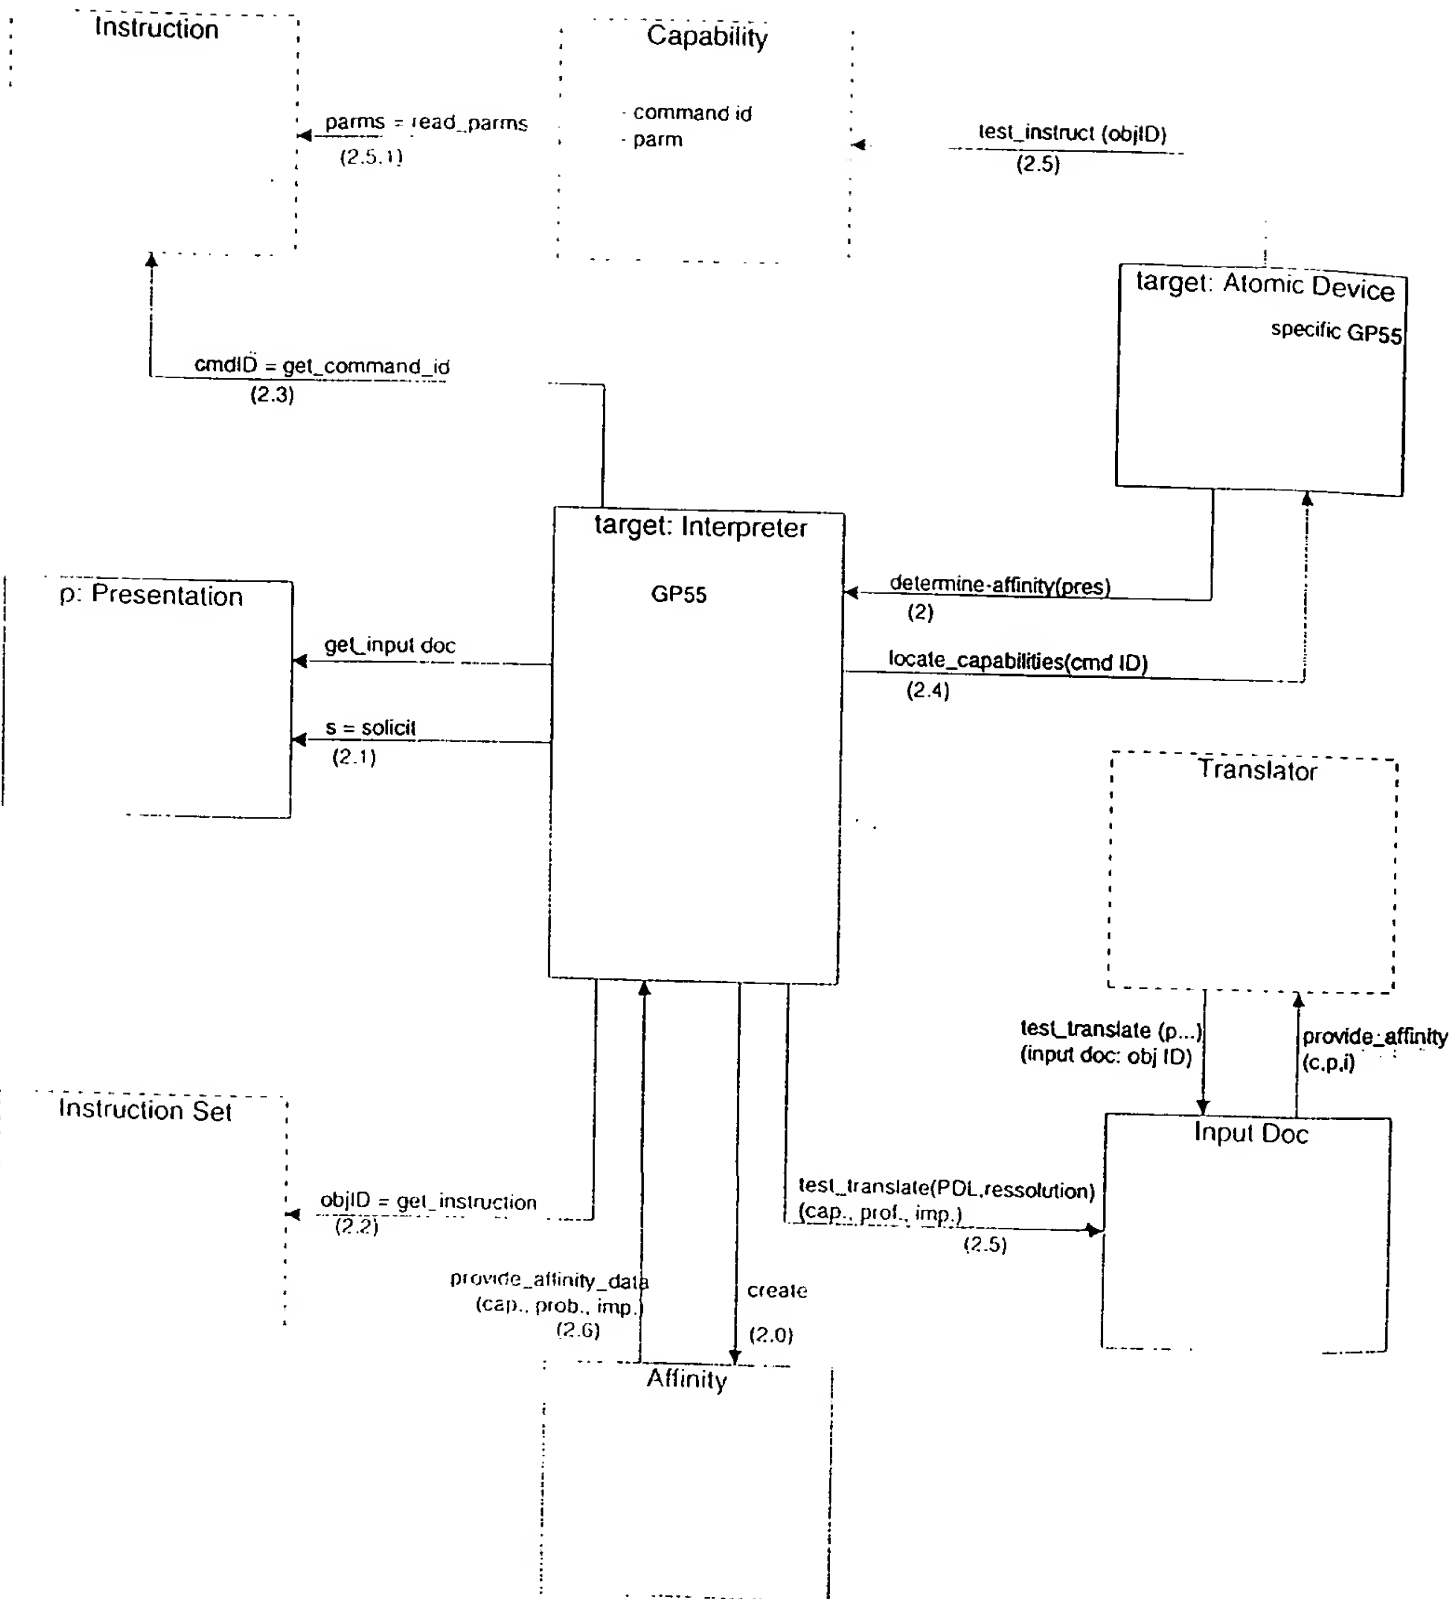 Instruction
Capability
- command id
- parm
parms = read_parms
(2.5.1)
test_instruct (objID)
(2.5)
target: Atomic Device
specific GP55
cmdID = get_command_id
(2.3)
target: Interpreter
GP55
determine-affinity(pres)
(2)
locate_capabilities(cmd ID)
(2.4)
p: Presentation
get_input doc
s = solicit
(2.1)
Translator
test_translate (p...)
(input doc: obj ID)
provide_affinity
(c.p.i)
Instruction Set
objID = get_instruction
(2.2)
Input Doc
test_translate(PDL,ressolution)
(cap., prof., imp.)
(2.5)
provide_affinity_data
(cap., prob., imp.)
(2.6)
create
(2.0)
Affinity